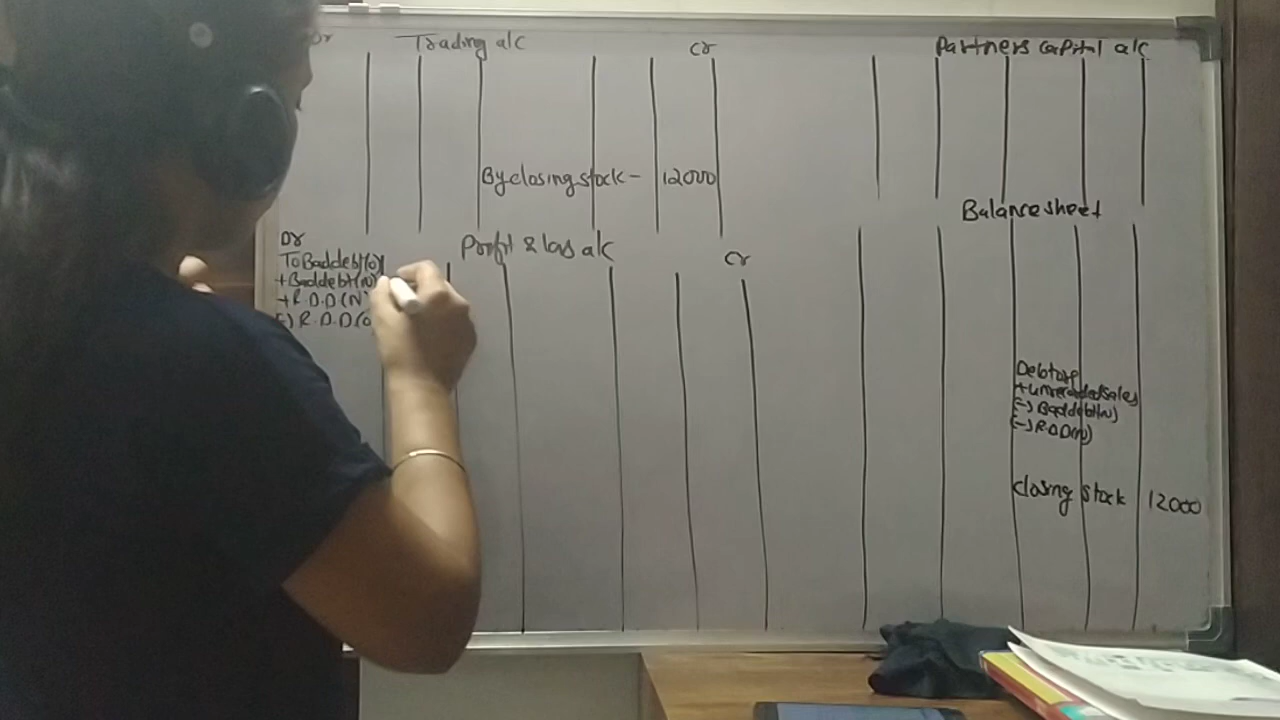 Dr Trading a/c Cr
By closing stock - 12000
Dr Profit & loss a/c Cr
To Bad debt (o)
+ Bad debt (N)
+ R.D.D (N)
(-) R.D.D (o
Partners capital a/c
Balance sheet
Debtors
+ unrecorded sales
(-) Bad debt (N)
(-) R.D.D (N)
closing stock 12000